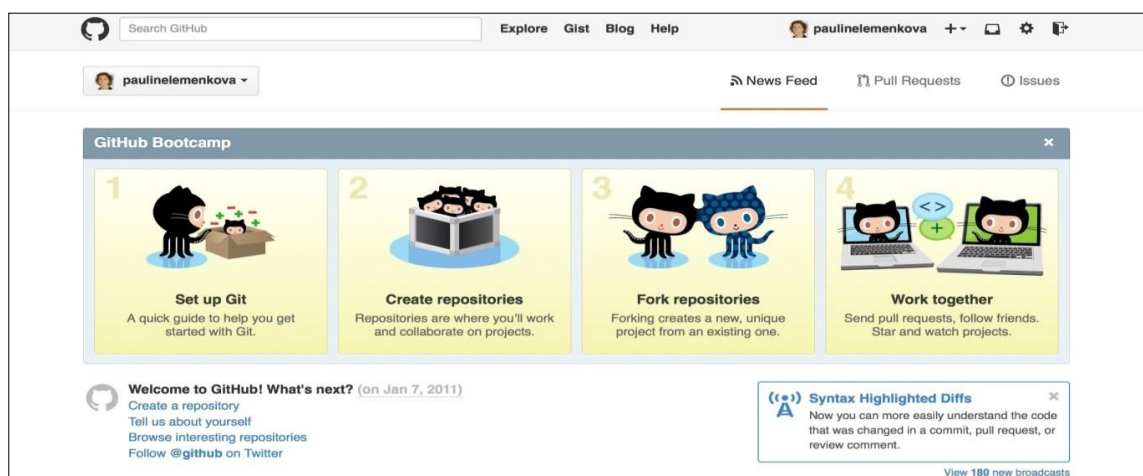 Search GitHub
Explore Gist Blog Help
paulinelemenkova
paulinelemenkova
News Feed
Pull Requests
Issues
GitHub Bootcamp
1
Set up Git
A quick guide to help you get
started with Git.
2
Create repositories
Repositories are where you'll work
and collaborate on projects.
3
Fork repositories
Forking creates a new, unique
project from an existing one.
4
<>
+
Work together
Send pull requests, follow friends.
Star and watch projects.
Welcome to GitHub! What's next? (on Jan 7, 2011)
Create a repository
Tell us about yourself
Browse interesting repositories
Follow @github on Twitter
Syntax Highlighted Diffs
Now you can more easily understand the code
that was changed in a commit, pull request, or
review comment.
View 180 new broadcasts